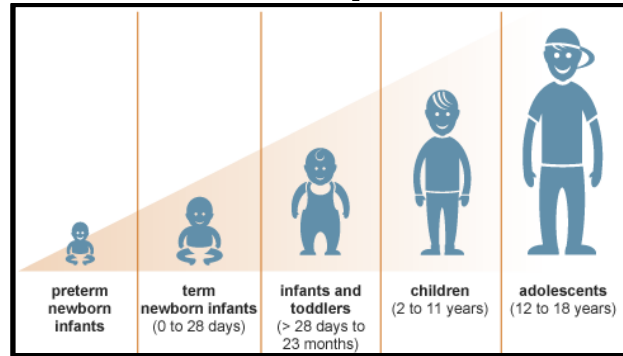 preterm
newborn
infants
term
newborn infants
(0 to 28 days)
infants and
toddlers
(> 28 days to
23 months)
children
(2 to 11 years)
adolescents
(12 to 18 years)